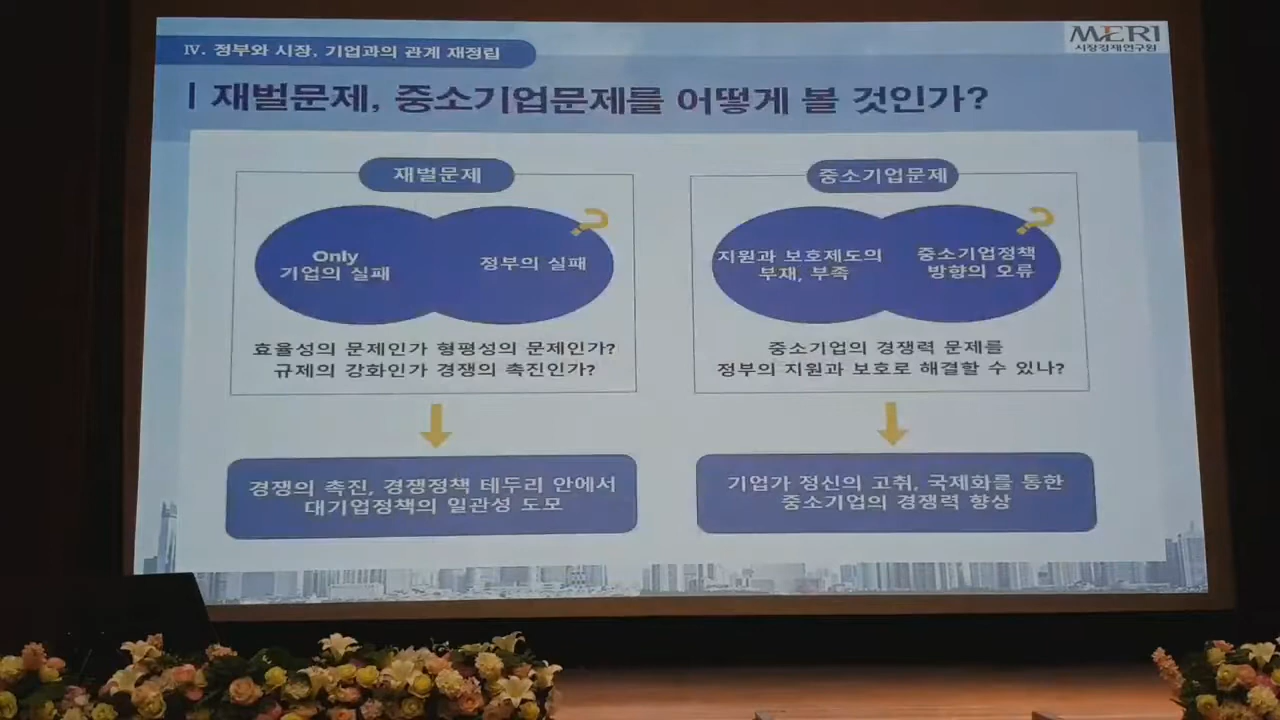 Ⅳ. 정부와 시장, 기업과의 관계 재정립
MERI
시장경제연구원
재벌문제, 중소기업문제를 어떻게 볼 것인가?
재벌문제
Only
기업의 실패
정부의 실패
?
효율성의 문제인가 형평성의 문제인가?
규제의 강화인가 경쟁의 촉진인가?
경쟁의 촉진, 경쟁정책 테두리 안에서
대기업정책의 일관성 도모
중소기업문제
지원과 보호제도의
부재, 부족
중소기업정책
방향의 오류
?
중소기업의 경쟁력 문제를
정부의 지원과 보호로 해결할 수 있나?
기업가 정신의 고취, 국제화를 통한
중소기업의 경쟁력 향상